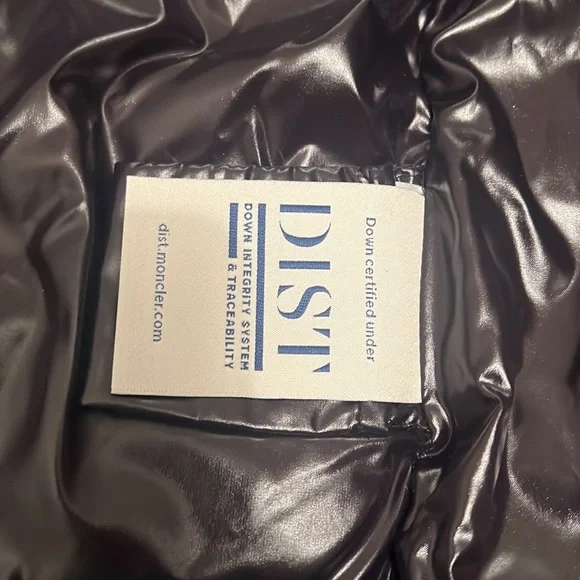 Down certified under
DIST
DOWN INTEGRITY SYSTEM
& TRACEABILITY
dist.moncler.com